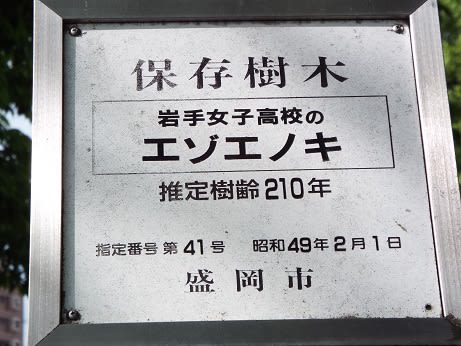 保存樹木
岩手女子高校の
エゾエノキ
推定樹齢210年
指定番号 第41号 昭和49年2月1日
盛岡市